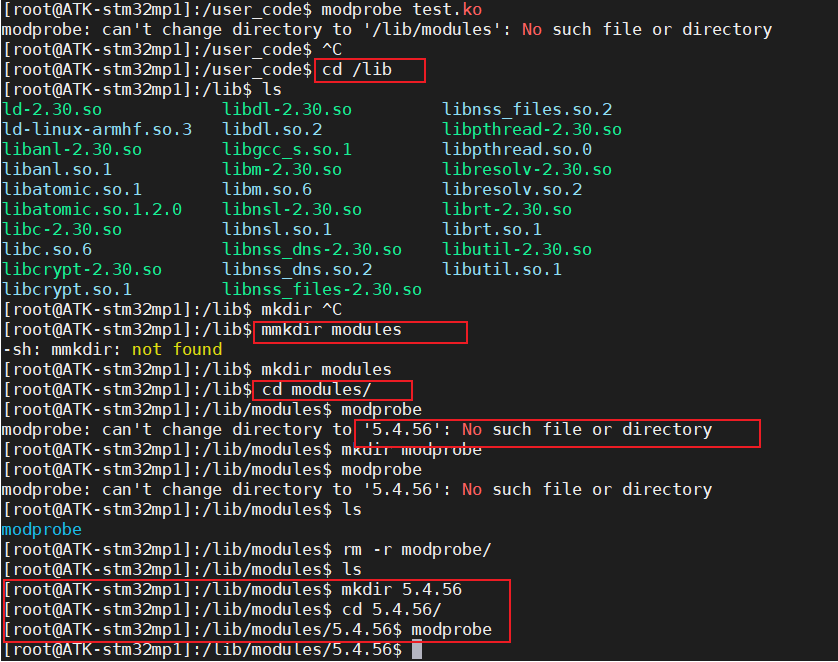 [root@ATK-stm32mp1]:/user_code$ modprobe test.ko
modprobe: can't change directory to '/lib/modules': No such file or directory
[root@ATK-stm32mp1]:/user_code$ ^C
[root@ATK-stm32mp1]:/user_code$ cd /lib
[root@ATK-stm32mp1]:/lib$ ls
ld-2.30.so libdl-2.30.so libnss_files.so.2
ld-linux-armhf.so.3 libdl.so.2 libpthread-2.30.so
libanl-2.30.so libgcc_s.so.1 libpthread.so.0
libanl.so.1 libm-2.30.so libresolv-2.30.so
libatomic.so.1 libm.so.6 libresolv.so.2
libatomic.so.1.2.0 libnsl-2.30.so librt-2.30.so
libc-2.30.so libnsl.so.1 librt.so.1
libc.so.6 libnss_dns-2.30.so libutil-2.30.so
libcrypt-2.30.so libnss_dns.so.2 libutil.so.1
libcrypt.so.1 libnss_files-2.30.so
[root@ATK-stm32mp1]:/lib$ mkdir ^C
[root@ATK-stm32mp1]:/lib$ mmkdir modules
-sh: mmkdir: not found
[root@ATK-stm32mp1]:/lib$ mkdir modules
[root@ATK-stm32mp1]:/lib$ cd modules/
[root@ATK-stm32mp1]:/lib/modules$ modprobe
modprobe: can't change directory to '5.4.56': No such file or directory
[root@ATK-stm32mp1]:/lib/modules$ mkdir modprobe
[root@ATK-stm32mp1]:/lib/modules$ modprobe
modprobe: can't change directory to '5.4.56': No such file or directory
[root@ATK-stm32mp1]:/lib/modules$ ls
modprobe
[root@ATK-stm32mp1]:/lib/modules$ rm -r modprobe/
[root@ATK-stm32mp1]:/lib/modules$ ls
[root@ATK-stm32mp1]:/lib/modules$ mkdir 5.4.56
[root@ATK-stm32mp1]:/lib/modules$ cd 5.4.56/
[root@ATK-stm32mp1]:/lib/modules/5.4.56$ modprobe
[root@ATK-stm32mp1]:/lib/modules/5.4.56$